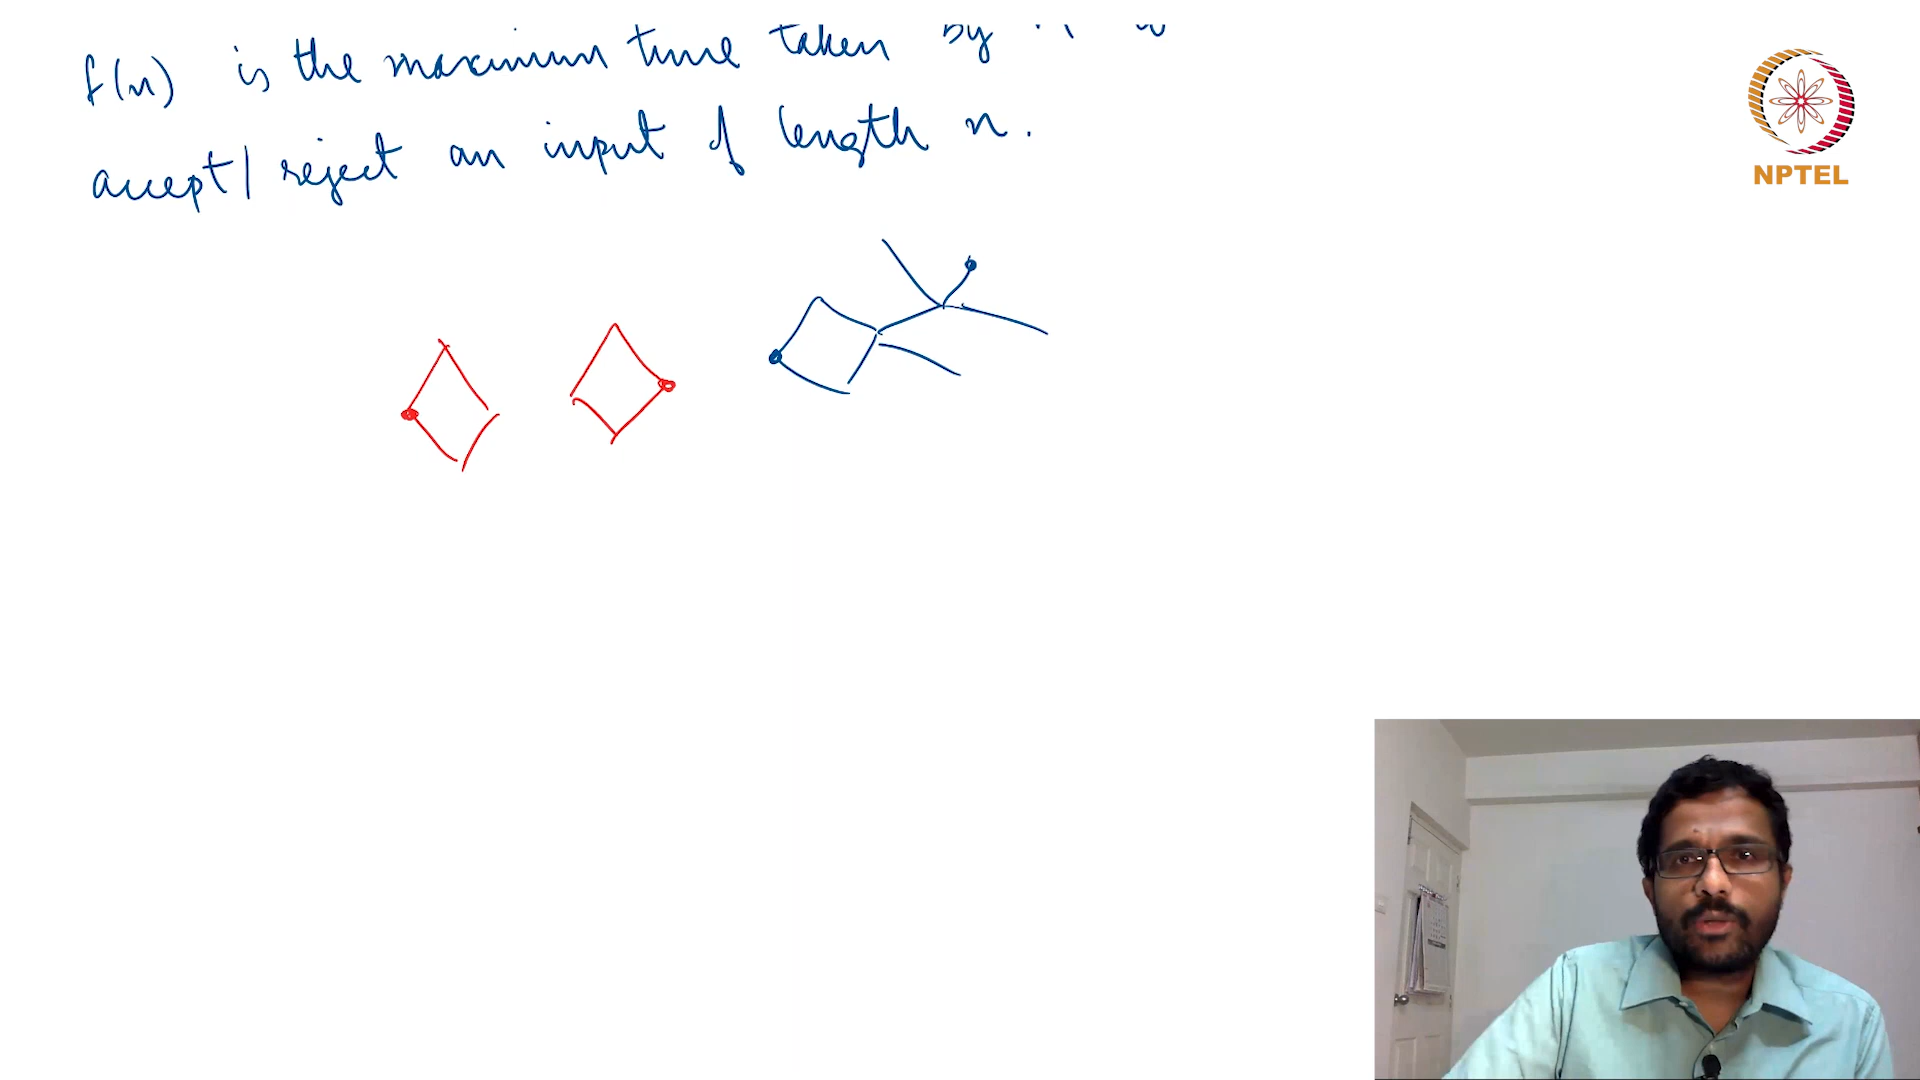 f(n) is the maximum time taken by
accept/reject an input of length n.
NPTEL